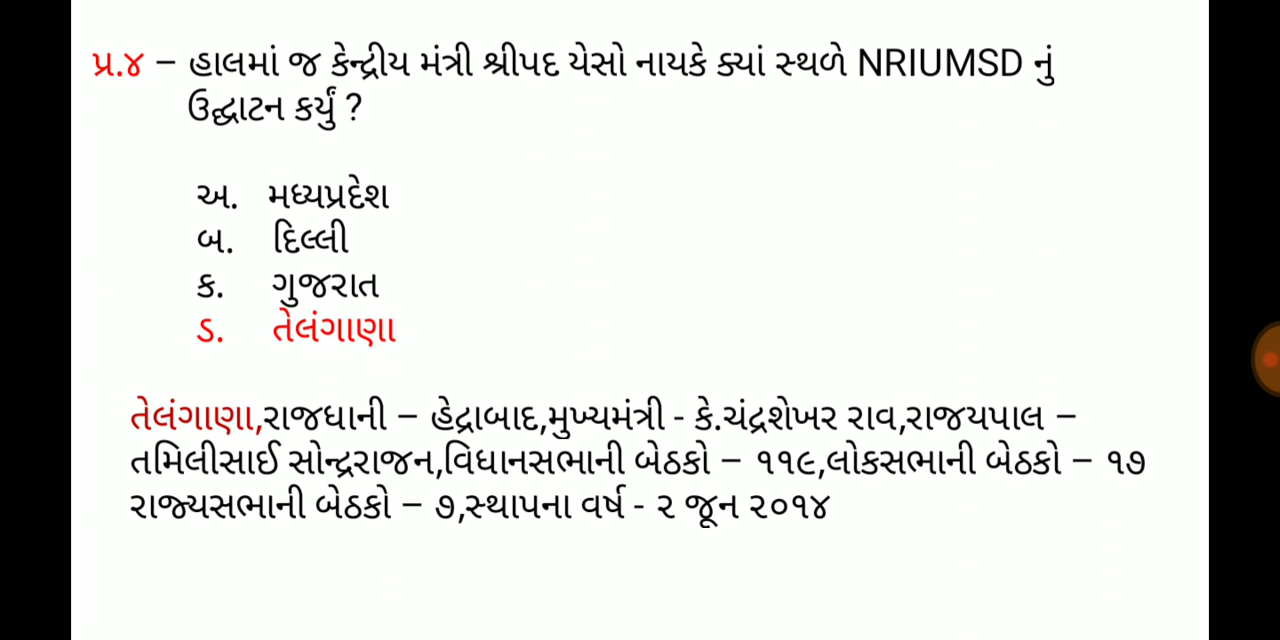 પ્ર.૪ – હાલમાં જ કેન્દ્રીય મંત્રી શ્રીપદ યેસો નાયકે ક્યાં સ્થળે NRIUMSD નું
ઉદ્ઘાટન કર્યું ?
અ. મધ્યપ્રદેશ
બ. દિલ્લી
ક. ગુજરાત
ડ. તેલંગાણા
તેલંગાણા,રાજધાની – હેદ્રાબાદ,મુખ્યમંત્રી - કે.ચંદ્રશેખર રાવ,રાજયપાલ –
તમિલીસાઈ સોન્દ્રરાજન,વિધાનસભાની બેઠકો – ૧૧૯,લોકસભાની બેઠકો – ૧૭
રાજ્યસભાની બેઠકો – ૭,સ્થાપના વર્ષ - ૨ જૂન ૨૦૧૪